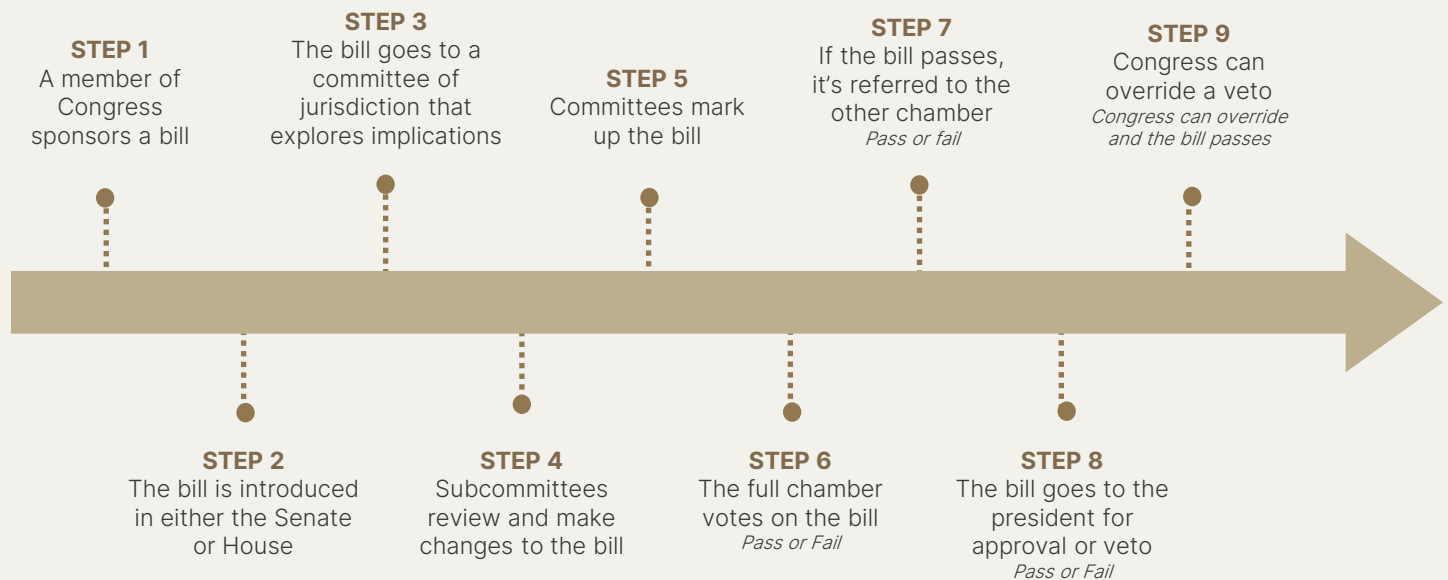 STEP 1
A member of
Congress
sponsors a bill
STEP 2
The bill is introduced
in either the Senate
or House
STEP 3
The bill goes to a
committee of
jurisdiction that
explores implications
STEP 4
Subcommittees
review and make
changes to the bill
STEP 5
Committees mark
up the bill
STEP 6
The full chamber
votes on the bill
Pass or Fail
STEP 7
If the bill passes,
it’s referred to the
other chamber
Pass or fail
STEP 8
The bill goes to the
president for
approval or veto
Pass or Fail
STEP 9
Congress can
override a veto
Congress can override
and the bill passes